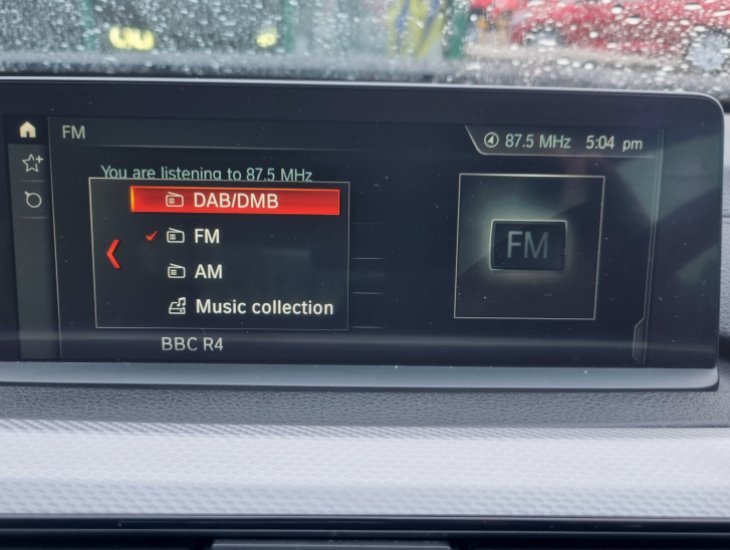 FM
87.5 MHz 5:04 pm
You are listening to 87.5 MHz
DAB/DMB
FM
AM
Music collection
BBC R4
FM